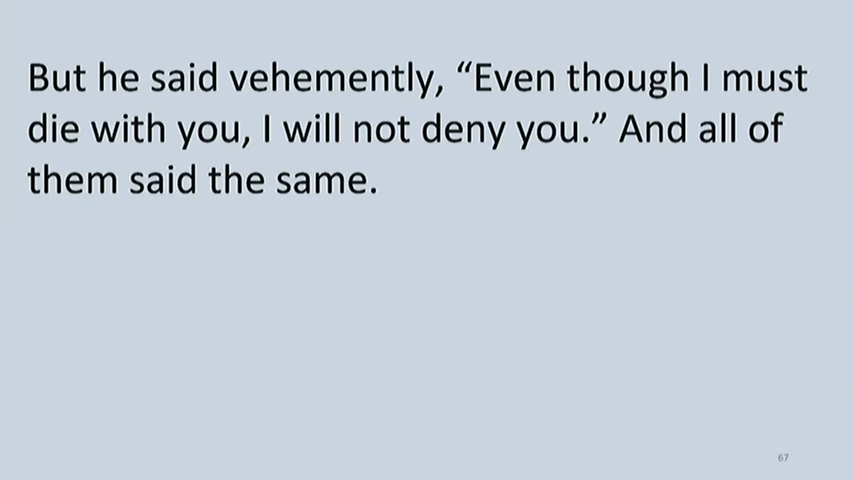 But he said vehemently, “Even though I must
die with you, I will not deny you.” And all of
them said the same.
67